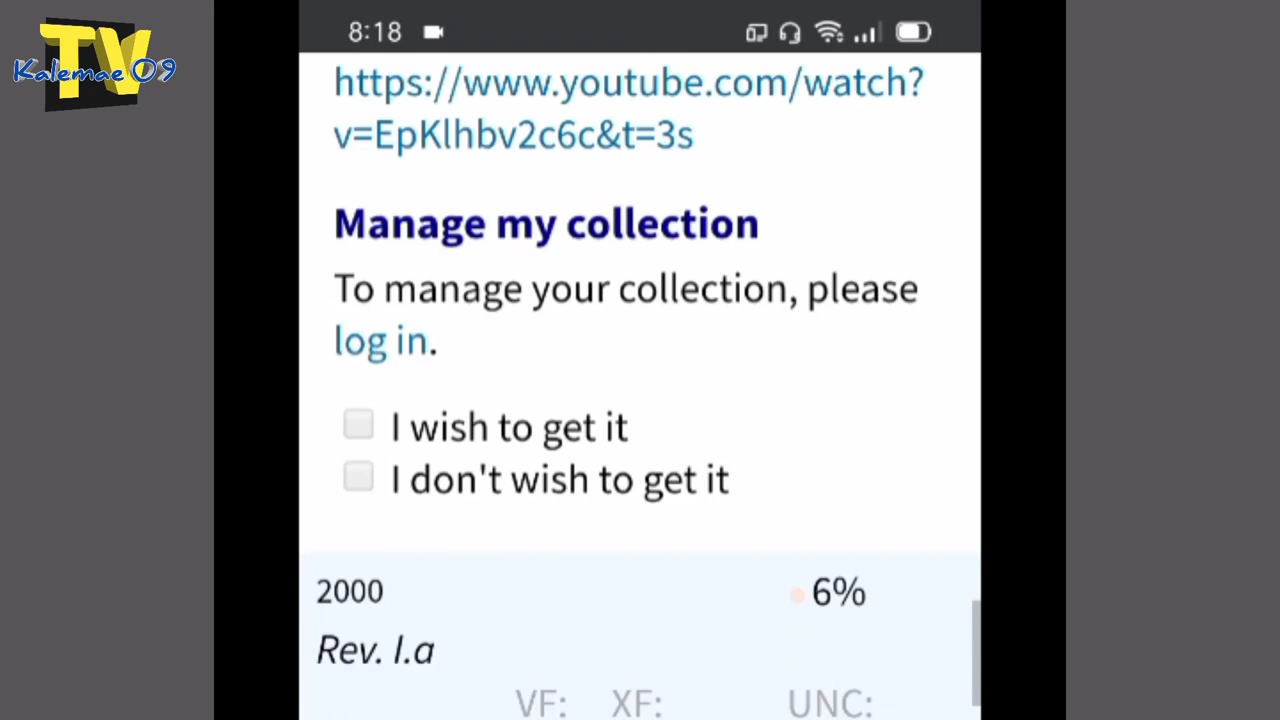 TV
Kalemae O9
8:18
https://www.youtube.com/watch?
v=EpKlhbv2c6c&t=3s
Manage my collection
To manage your collection, please
log in.
I wish to get it
I don't wish to get it
2000 6%
Rev. I.a
VF: XF: UNC: